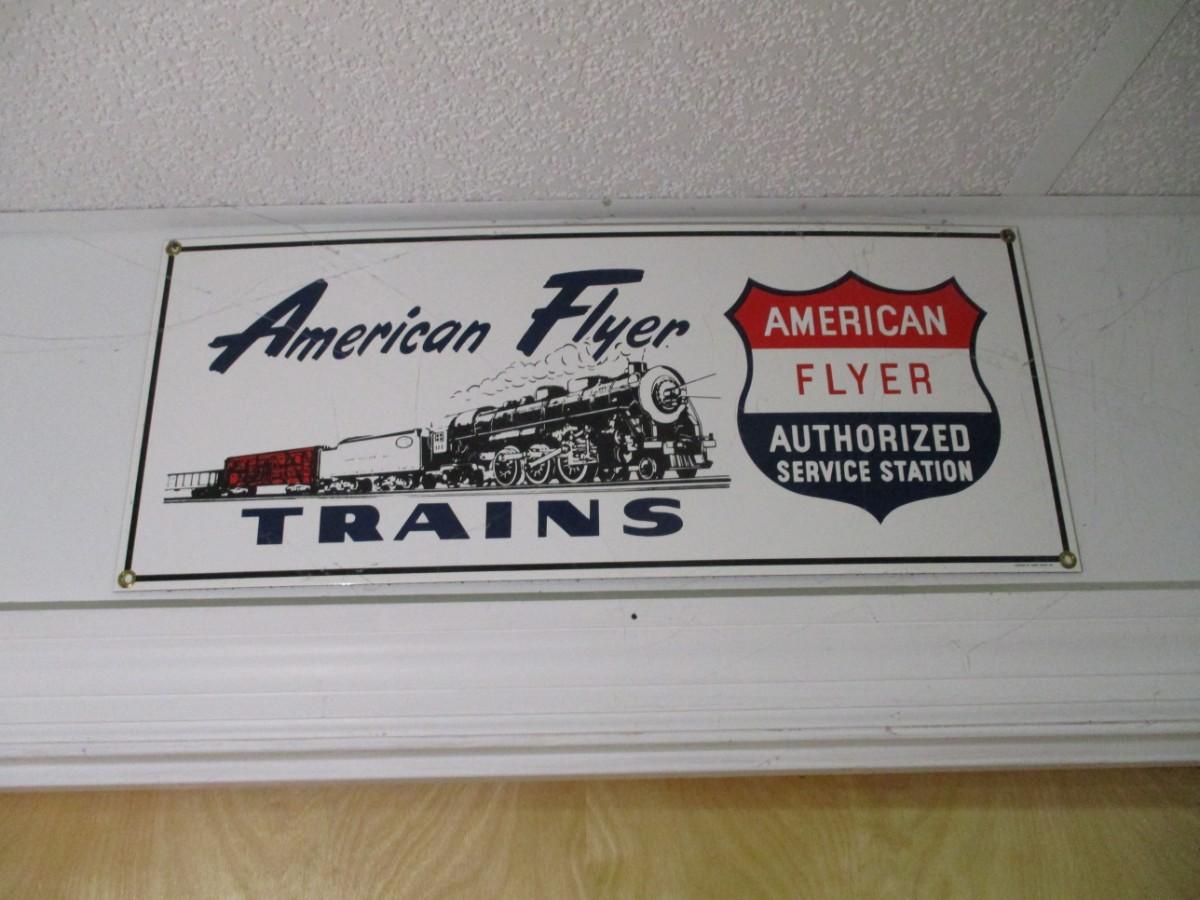 American Flyer
TRAINS
AMERICAN
FLYER
AUTHORIZED
SERVICE STATION